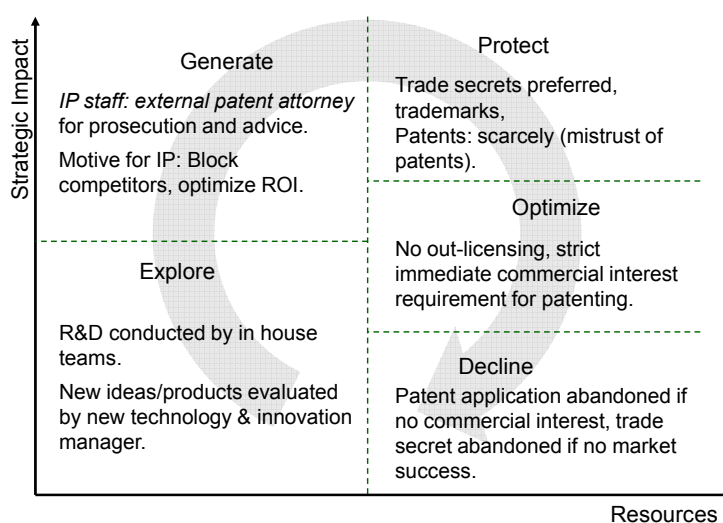 Strategic Impact
Generate
IP staff: external patent attorney
for prosecution and advice.
Motive for IP: Block
competitors, optimize ROI.
Protect
Trade secrets preferred,
trademarks,
Patents: scarcely (mistrust of
patents).
Optimize
No out-licensing, strict
immediate commercial interest
requirement for patenting.
Explore
R&D conducted by in house
teams.
New ideas/products evaluated
by new technology & innovation
manager.
Decline
Patent application abandoned if
no commercial interest, trade
secret abandoned if no market
success.
Resources